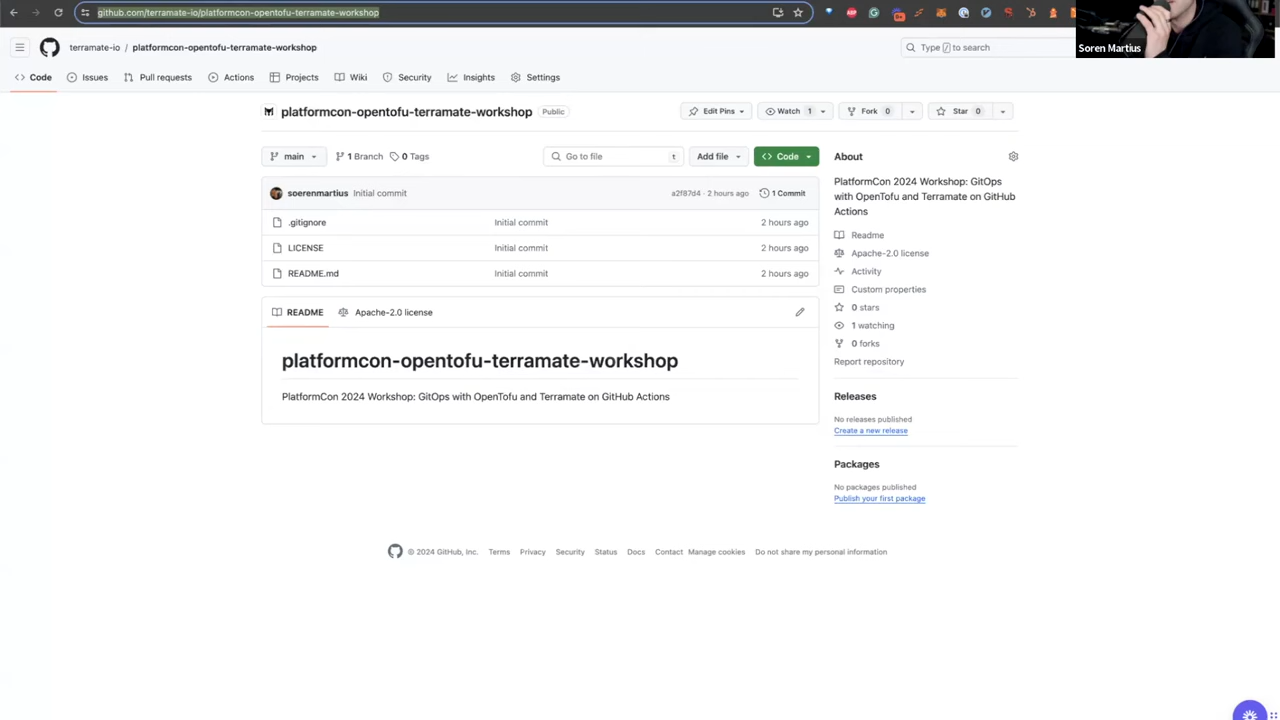 github.com/terramate-io/platformcon-opentofu-terramate-workshop
Soren Martius
terramate-io / platformcon-opentofu-terramate-workshop
Type / to search
Code Issues Pull requests Actions Projects Wiki Security Insights Settings
platformcon-opentofu-terramate-workshop Public
Edit Pins Watch 1 Fork 0 Star 0
main 1 Branch 0 Tags Go to file t Add file Code
soerenmartius Initial commit a2f87d4 · 2 hours ago 1 Commit
.gitignore Initial commit 2 hours ago
LICENSE Initial commit 2 hours ago
README.md Initial commit 2 hours ago
README Apache-2.0 license
platformcon-opentofu-terramate-workshop
PlatformCon 2024 Workshop: GitOps with OpenTofu and Terramate on GitHub Actions
About
PlatformCon 2024 Workshop: GitOps
with OpenTofu and Terramate on GitHub
Actions
Readme
Apache-2.0 license
Activity
Custom properties
0 stars
1 watching
0 forks
Report repository
Releases
No releases published
Create a new release
Packages
No packages published
Publish your first package
© 2024 GitHub, Inc. Terms Privacy Security Status Docs Contact Manage cookies Do not share my personal information